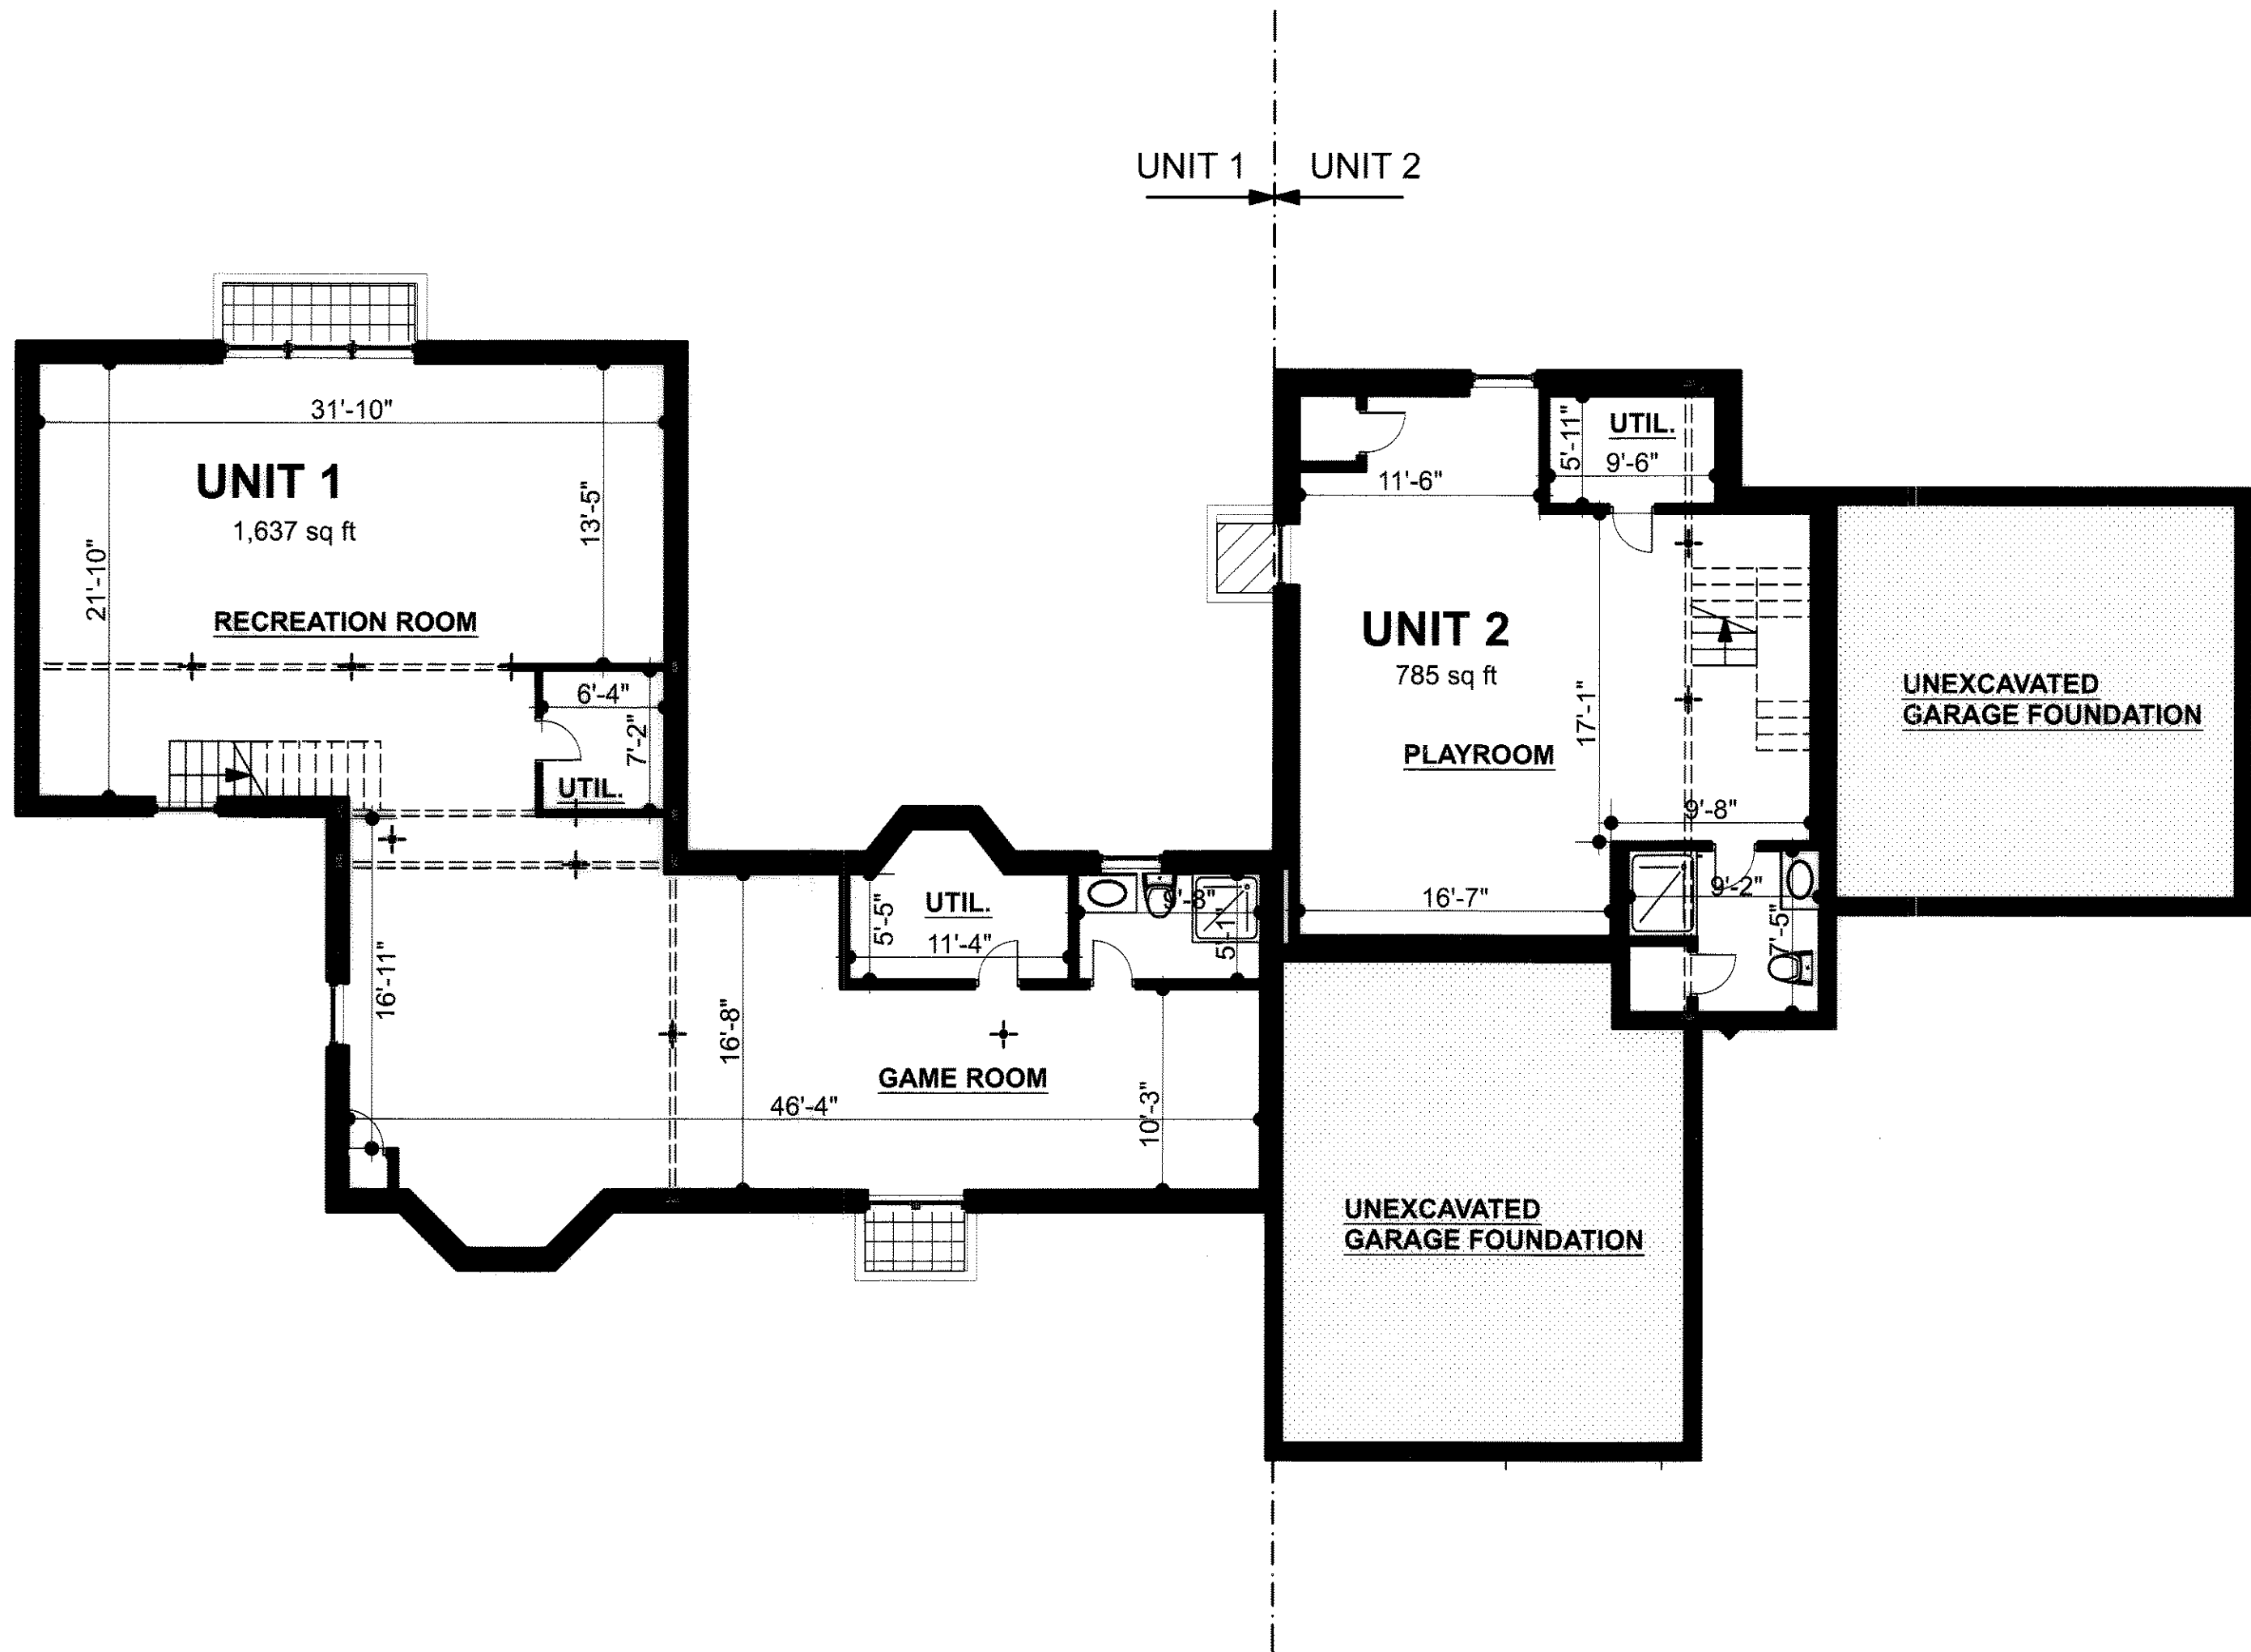 UNIT 1 UNIT 2
31'-10"
UNIT 1
1,637 sq ft
21'-10"
13'-5"
RECREATION ROOM
6'-4"
7'-2"
UTIL.
16'-11"
16'-8"
5'-5"
UTIL.
11'-4"
9'-8"
5'-1"
GAME ROOM
46'-4"
10'-3"
5'-11"
UTIL.
9'-6"
11'-6"
UNIT 2
785 sq ft
17'-1"
PLAYROOM
9'-8"
16'-7"
9'-2"
7'-5"
UNEXCAVATED
GARAGE FOUNDATION
UNEXCAVATED
GARAGE FOUNDATION